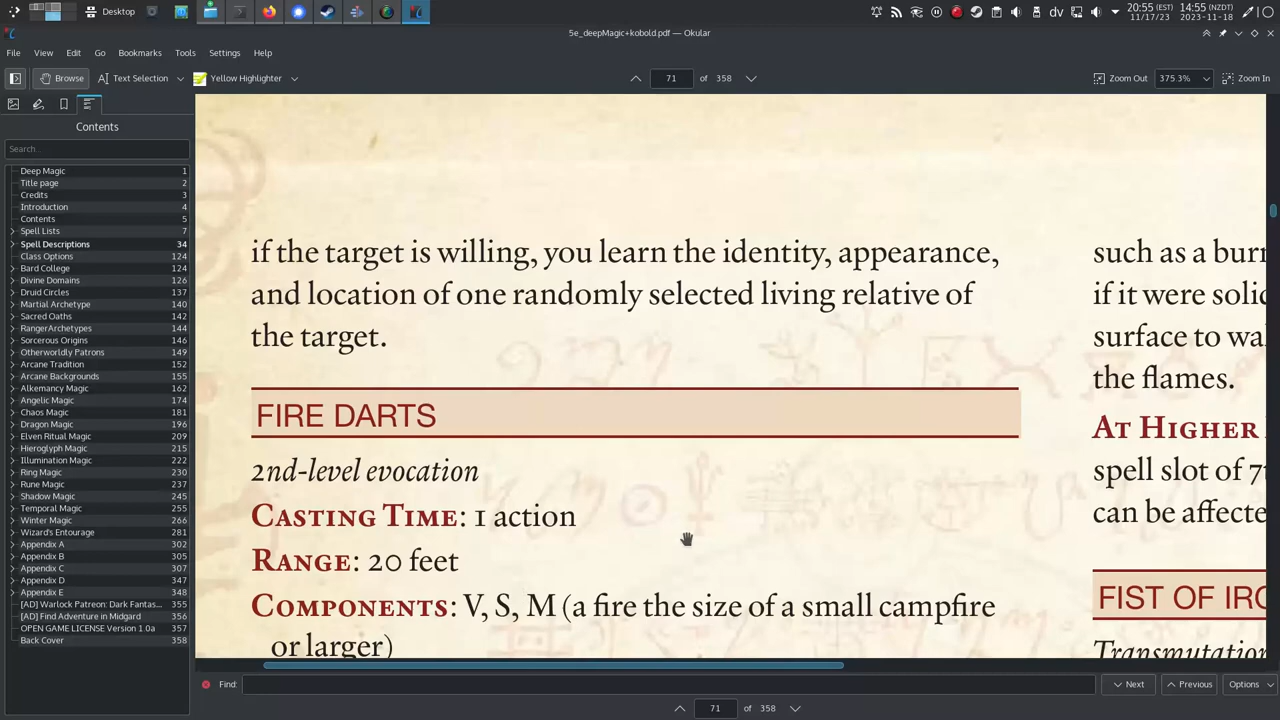 Desktop
dv
20:55 (EST)
11/17/23
14:55 (NZDT)
2023-11-18
5e_deepMagic+kobold.pdf — Okular
File View Edit Go Bookmarks Tools Settings Help
Browse Text Selection Yellow Highlighter 71 of 358 Zoom Out 375.3% Zoom In
Contents
Search...
Deep Magic 1
Title page 2
Credits 3
Introduction 4
Contents 5
Spell Lists 7
Spell Descriptions 34
Class Options 124
Bard College 124
Divine Domains 126
Druid Circles 137
Martial Archetype 140
Sacred Oaths 142
RangerArchetypes 144
Sorcerous Origins 146
Otherworldly Patrons 149
Arcane Tradition 152
Arcane Backgrounds 155
Alkemancy Magic 162
Angelic Magic 174
Chaos Magic 181
Dragon Magic 196
Elven Ritual Magic 209
Hieroglyph Magic 215
Illumination Magic 222
Ring Magic 230
Rune Magic 237
Shadow Magic 245
Temporal Magic 255
Winter Magic 266
Wizard's Entourage 281
Appendix A 302
Appendix B 305
Appendix C 307
Appendix D 347
Appendix E 348
[AD] Warlock Patreon: Dark Fantas... 355
[AD] Find Adventure in Midgard 356
OPEN GAME LICENSE Version 1.0a 357
Back Cover 358
if the target is willing, you learn the identity, appearance,
and location of one randomly selected living relative of
the target.
FIRE DARTS
2nd-level evocation
Casting Time: 1 action
Range: 20 feet
Components: V, S, M (a fire the size of a small campfire
or larger)
such as a burn
if it were soli
surface to wa
the flames.
At Higher
spell slot of 7t
can be affecte
FIST OF IRO
Transmutation
Find: Next Previous Options
71 of 358